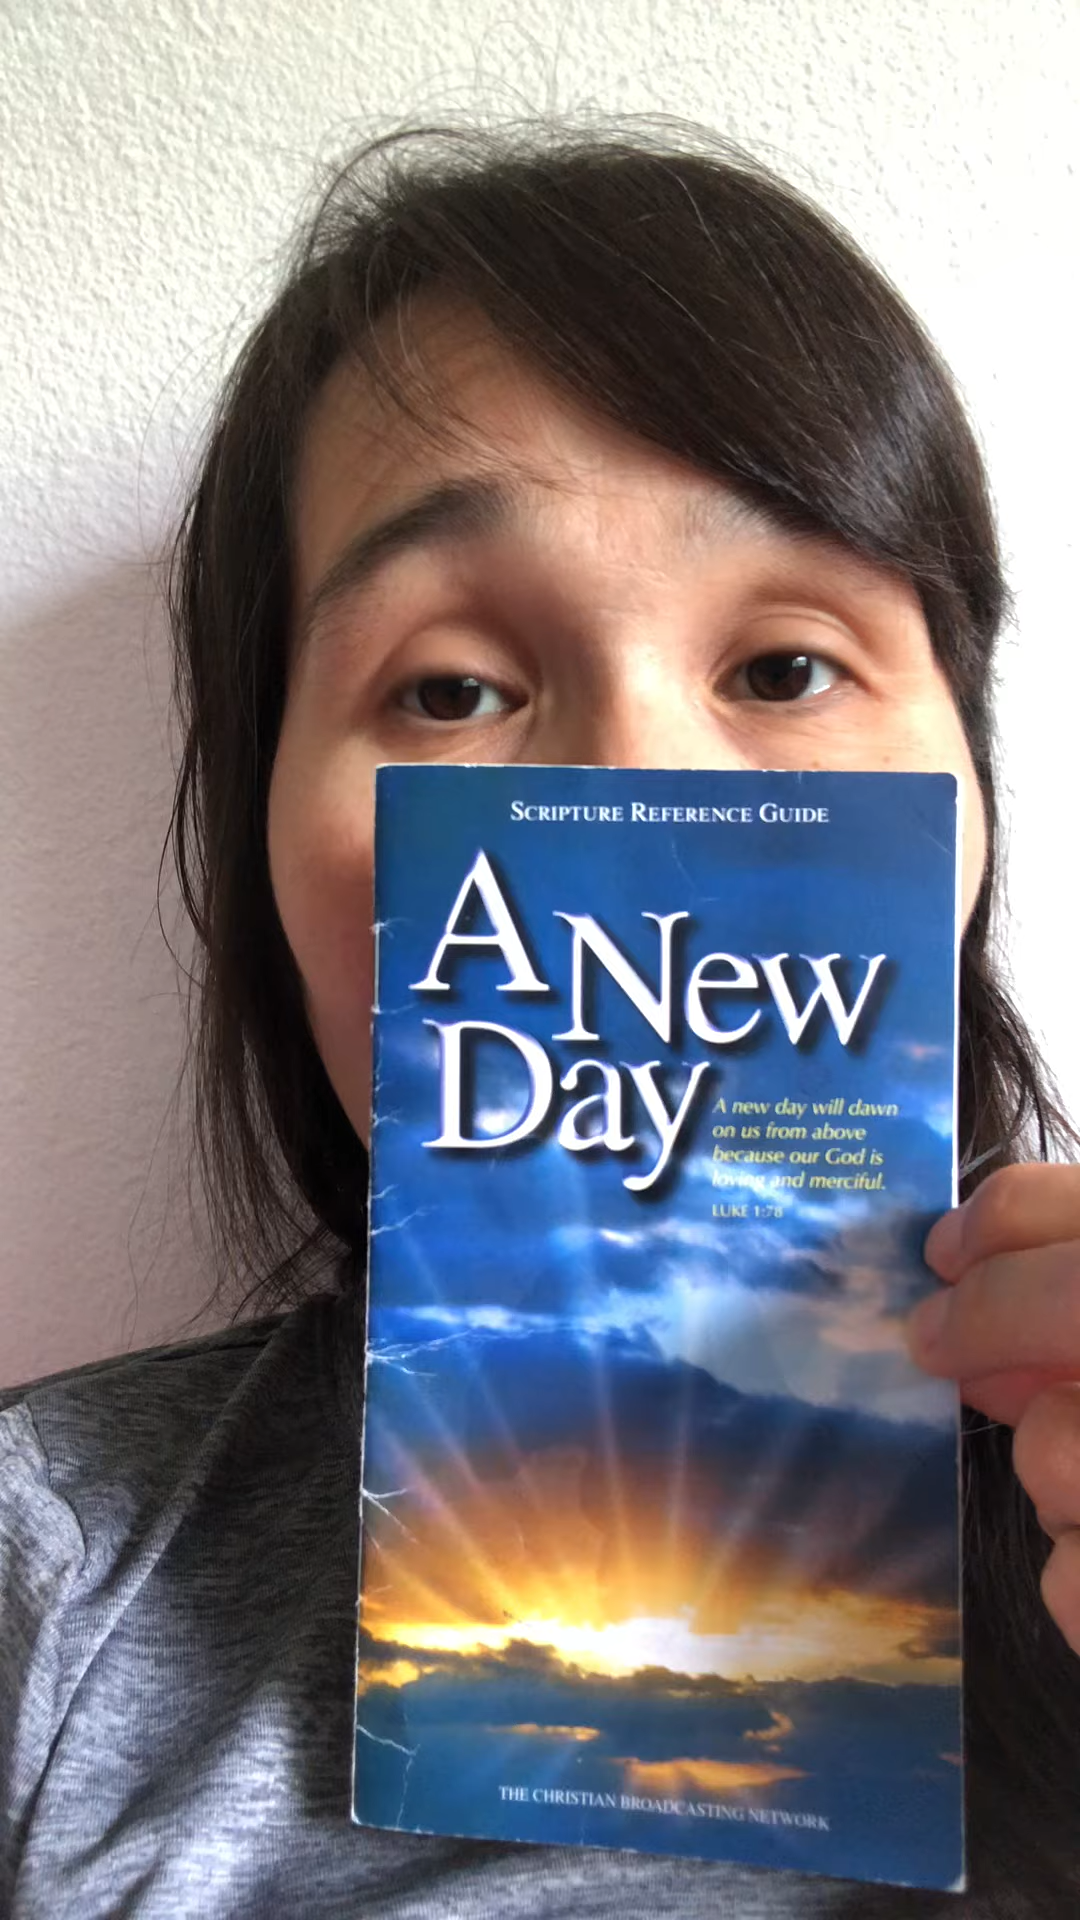 SCRIPTURE REFERENCE GUIDE
A NEW
DAY
A new day will dawn
on us from above
because our God is
loving and merciful.
LUKE 1:78
THE CHRISTIAN BROADCASTING NETWORK